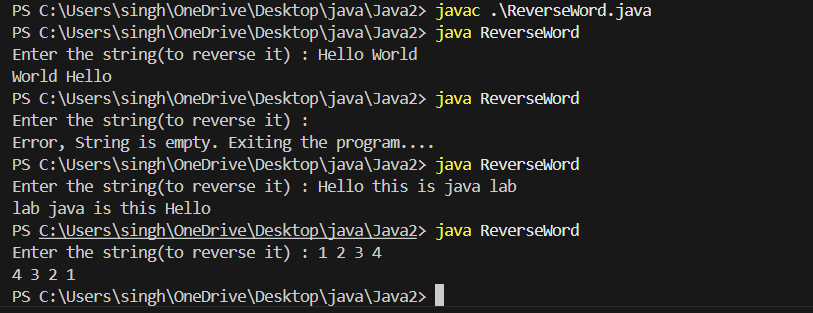 PS C:\Users\singh\OneDrive\Desktop\java\Java2> javac .\ReverseWord.java
PS C:\Users\singh\OneDrive\Desktop\java\Java2> java ReverseWord
Enter the string(to reverse it) : Hello World
World Hello
PS C:\Users\singh\OneDrive\Desktop\java\Java2> java ReverseWord
Enter the string(to reverse it) :
Error, String is empty. Exiting the program....
PS C:\Users\singh\OneDrive\Desktop\java\Java2> java ReverseWord
Enter the string(to reverse it) : Hello this is java lab
lab java is this Hello
PS C:\Users\singh\OneDrive\Desktop\java\Java2> java ReverseWord
Enter the string(to reverse it) : 1 2 3 4
4 3 2 1
PS C:\Users\singh\OneDrive\Desktop\java\Java2>